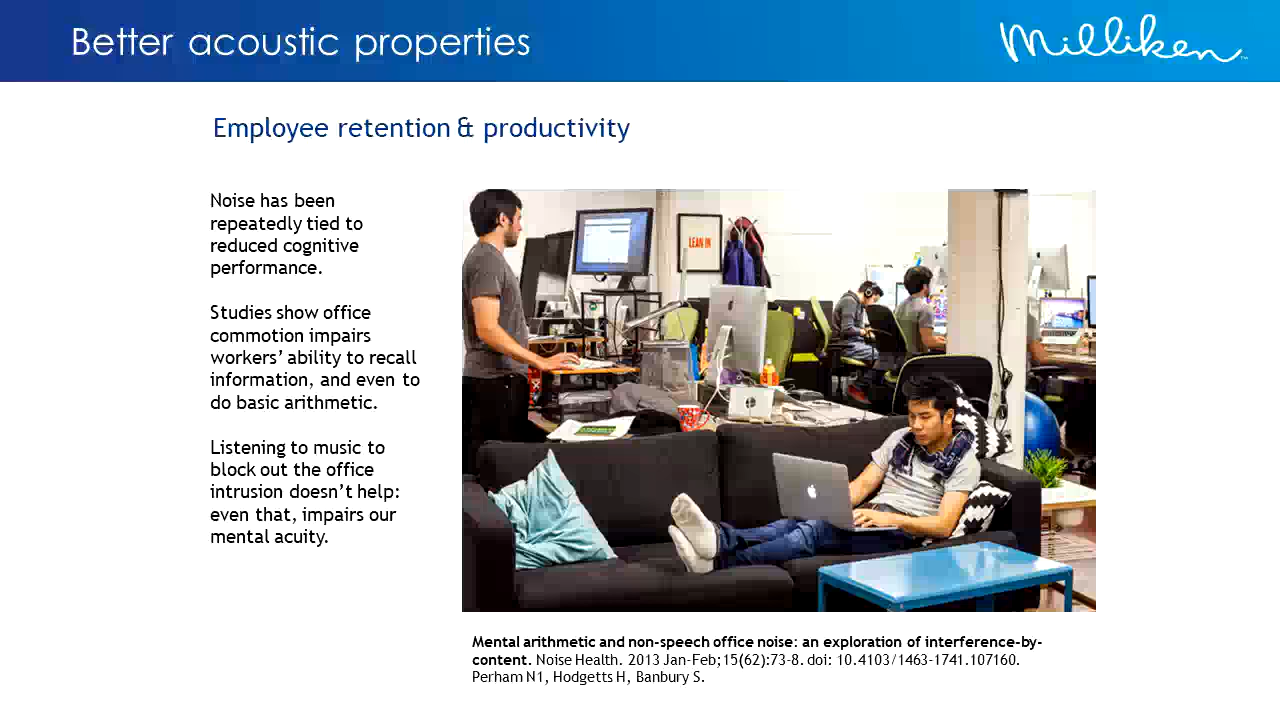 Better acoustic properties
Milliken™
Employee retention & productivity
Noise has been
repeatedly tied to
reduced cognitive
performance.
Studies show office
commotion impairs
workers’ ability to recall
information, and even to
do basic arithmetic.
Listening to music to
block out the office
intrusion doesn’t help:
even that, impairs our
mental acuity.
LEAN IN
Mental arithmetic and non-speech office noise: an exploration of interference-by-
content. Noise Health. 2013 Jan-Feb;15(62):73-8. doi: 10.4103/1463-1741.107160.
Perham N1, Hodgetts H, Banbury S.